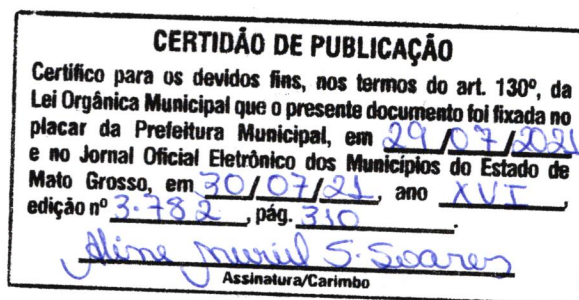 CERTIDÃO DE PUBLICAÇÃO
Certifico para os devidos fins, nos termos do art. 130º, da
Lei Orgânica Municipal que o presente documento foi fixada no
placar da Prefeitura Municipal, em 29/07/2021
e no Jornal Oficial Eletrônico dos Municípios do Estado de
Mato Grosso, em 30/07/21, ano XVI,
edição nº 3.782, pág. 310.
Aline Muriel S. Soares
Assinatura/Carimbo